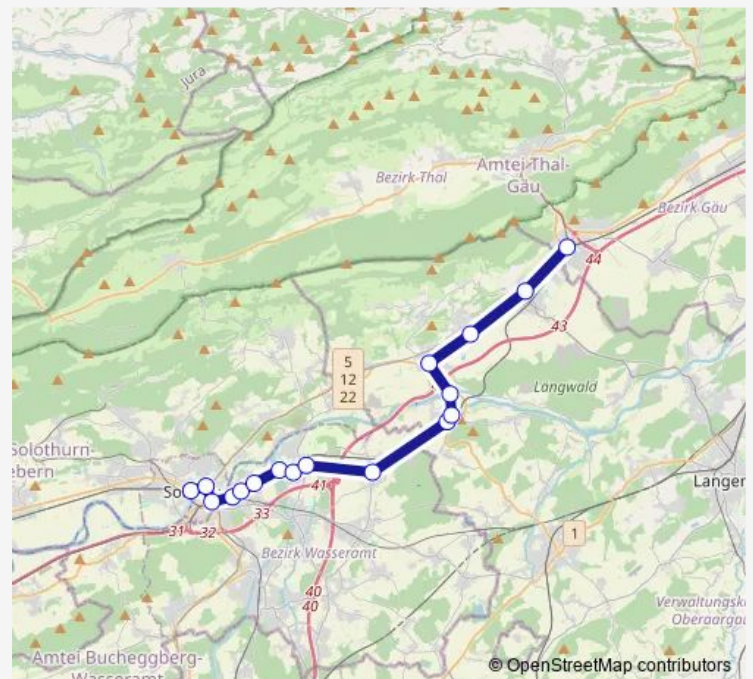 Jura
Amtei Thal-
Gäu
Bezirk Thal
Bezirk Gäu
44
43
5
12
22
Langwald
Solothurn-
ebern
So
41
Langen
31
32
33
1
Bezirk Wasseramt
40
40
Verwaltungsk
Oberaargau
Amtei Bucheggberg-
Wasseramt
© OpenStreetMap contributors